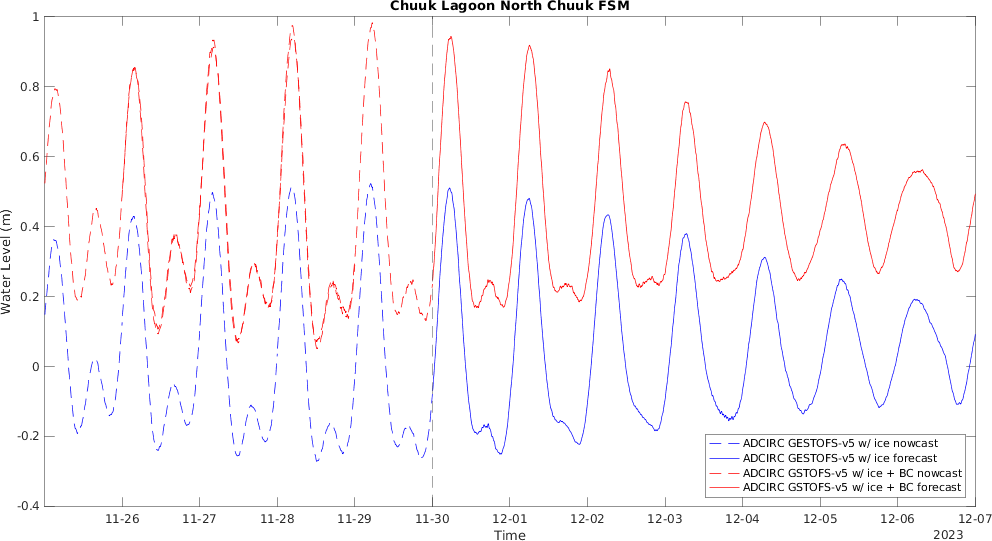 Chuuk Lagoon North Chuuk FSM
Water Level (m)
1
0.8
0.6
0.4
0.2
0
-0.2
-0.4
ADCIRC GESTOFS-v5 w/ ice nowcast
ADCIRC GESTOFS-v5 w/ ice forecast
ADCIRC GSTOFS-v5 w/ ice + BC nowcast
ADCIRC GSTOFS-v5 w/ ice + BC forecast
11-26 11-27 11-28 11-29 11-30 12-01 12-02 12-03 12-04 12-05 12-06 12-07
Time
2023